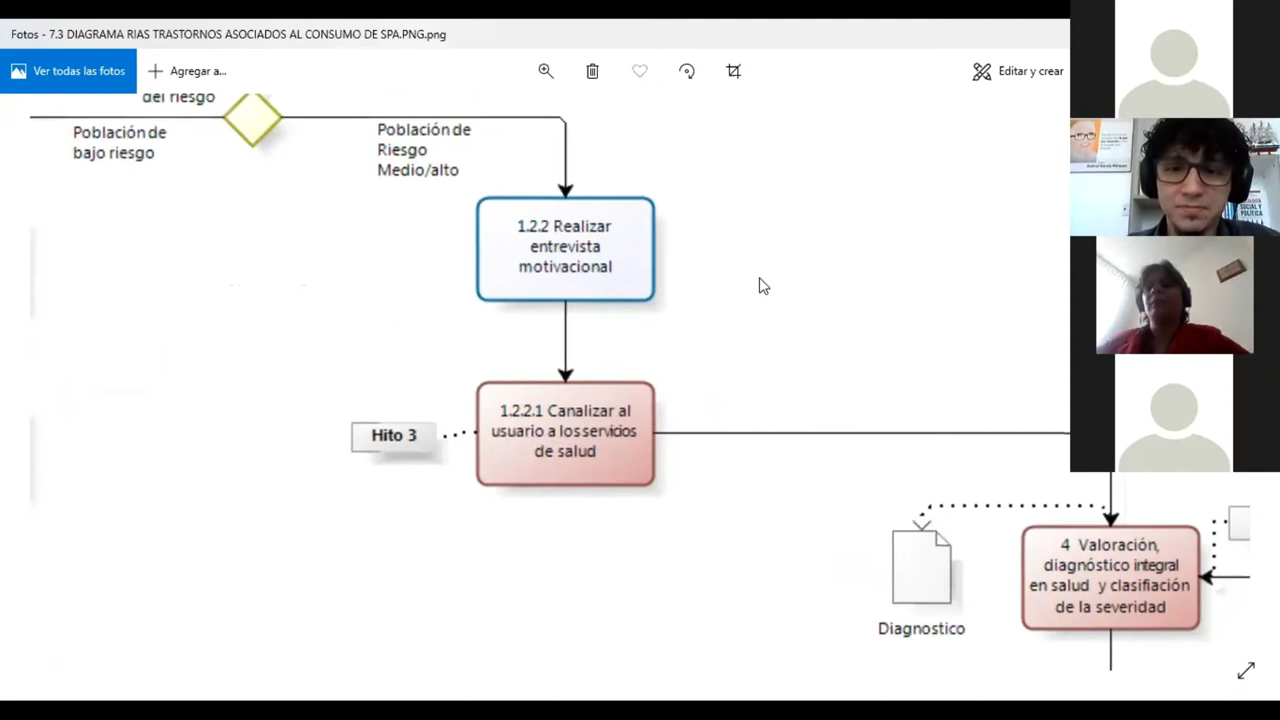 Fotos - 7.3 DIAGRAMA RIAS TRASTORNOS ASOCIADOS AL CONSUMO DE SPA.PNG.png
Ver todas las fotos
Agregar a...
Editar y crear
del riesgo
Población de
bajo riesgo
Población de
Riesgo
Medio/alto
1.2.2 Realizar
entrevista
motivacional
1.2.2.1 Canalizar al
usuario a los servicios
de salud
Hito 3
4 Valoración,
diagnóstico integral
en salud y clasifiación
de la severidad
Diagnostico
SOCIAL Y
POLÍTICA